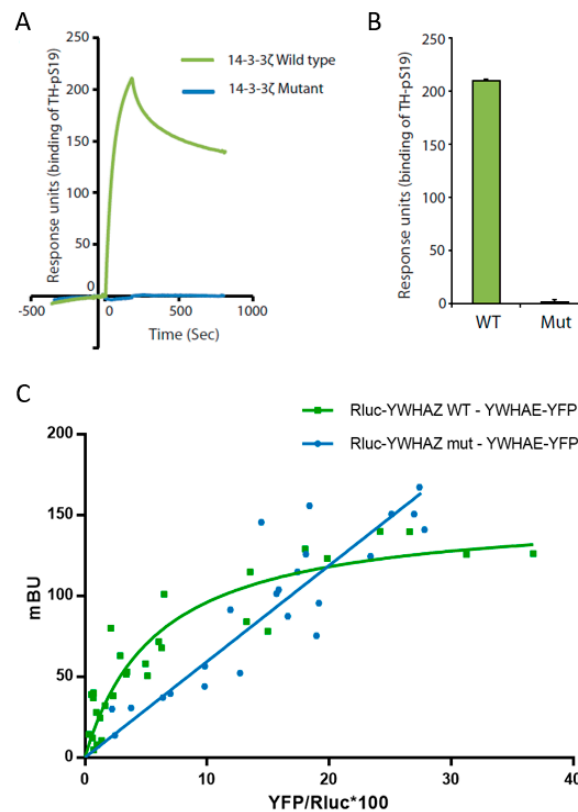 A
Response units (binding of TH-pS19)
250
200
150
100
50
0
-500
0
500
1000
Time (Sec)
14-3-3ζ Wild type
14-3-3ζ Mutant
B
Response units (binding of TH-pS19)
250
200
150
100
50
0
WT
Mut
C
Rluc-YWHAZ WT - YWHAE-YFP
Rluc-YWHAZ mut - YWHAE-YFP
mBU
200
150
100
50
0
0
10
20
30
40
YFP/Rluc*100